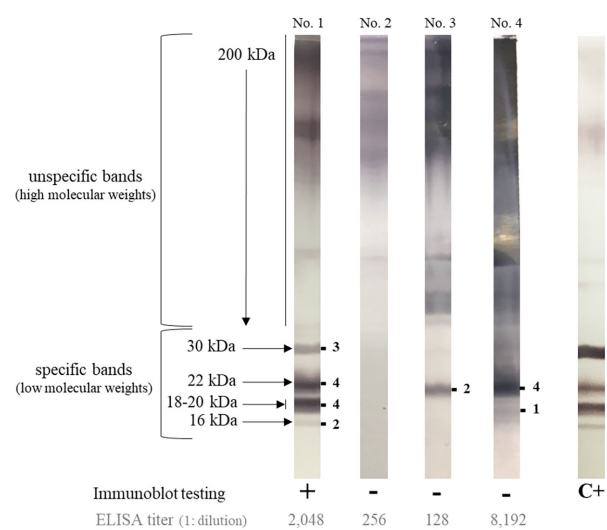 No. 1 No. 2 No. 3 No. 4
200 kDa
unspecific bands
(high molecular weights)
30 kDa 3
specific bands
(low molecular weights)
22 kDa 4 2 4
18-20 kDa 4 1
16 kDa 2
Immunoblot testing + - - - C+
ELISA titer (1: dilution) 2,048 256 128 8,192